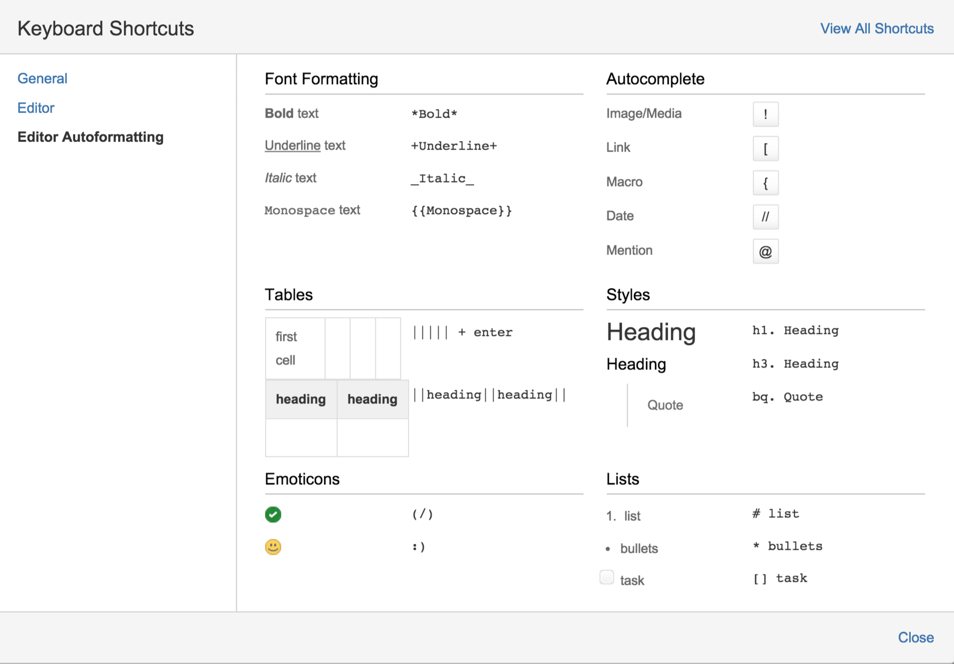 Keyboard Shortcuts
View All Shortcuts
General
Editor
Editor Autoformatting
Font Formatting
Bold text *Bold*
Underline text +Underline+
Italic text _Italic_
Monospace text {{Monospace}}
Autocomplete
Image/Media !
Link [
Macro {
Date //
Mention @
Tables
first
cell
||||| + enter
heading heading ||heading||heading||
Styles
Heading h1. Heading
Heading h3. Heading
Quote bq. Quote
Emoticons
(/)
:)
Lists
1. list # list
• bullets * bullets
task [] task
Close